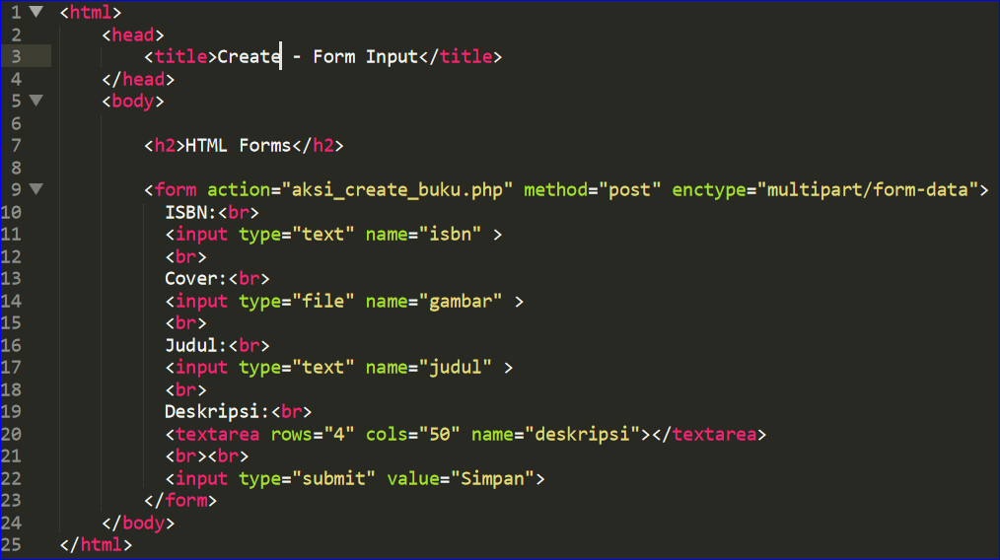 1 <html>
2 <head>
3 <title>Create - Form Input</title>
4 </head>
5 <body>
6
7 <h2>HTML Forms</h2>
8
9 <form action="aksi_create_buku.php" method="post" enctype="multipart/form-data">
10 ISBN:<br>
11 <input type="text" name="isbn" >
12 <br>
13 Cover:<br>
14 <input type="file" name="gambar" >
15 <br>
16 Judul:<br>
17 <input type="text" name="judul" >
18 <br>
19 Deskripsi:<br>
20 <textarea rows="4" cols="50" name="deskripsi"></textarea>
21 <br><br>
22 <input type="submit" value="Simpan">
23 </form>
24 </body>
25 </html>